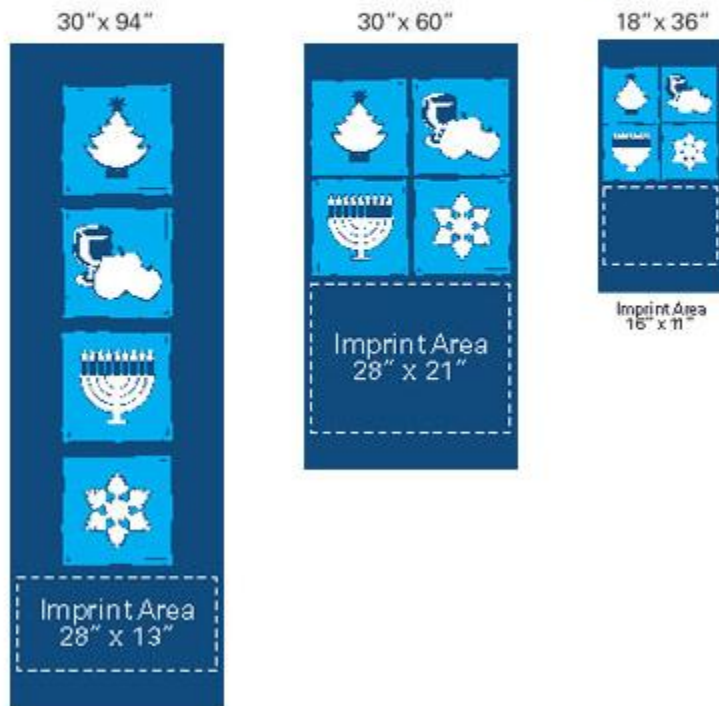 30" x 94"
30" x 60"
18" x 36"
Imprint Area
28" x 13"
Imprint Area
28" x 21"
Imprint Area
16" x 11"